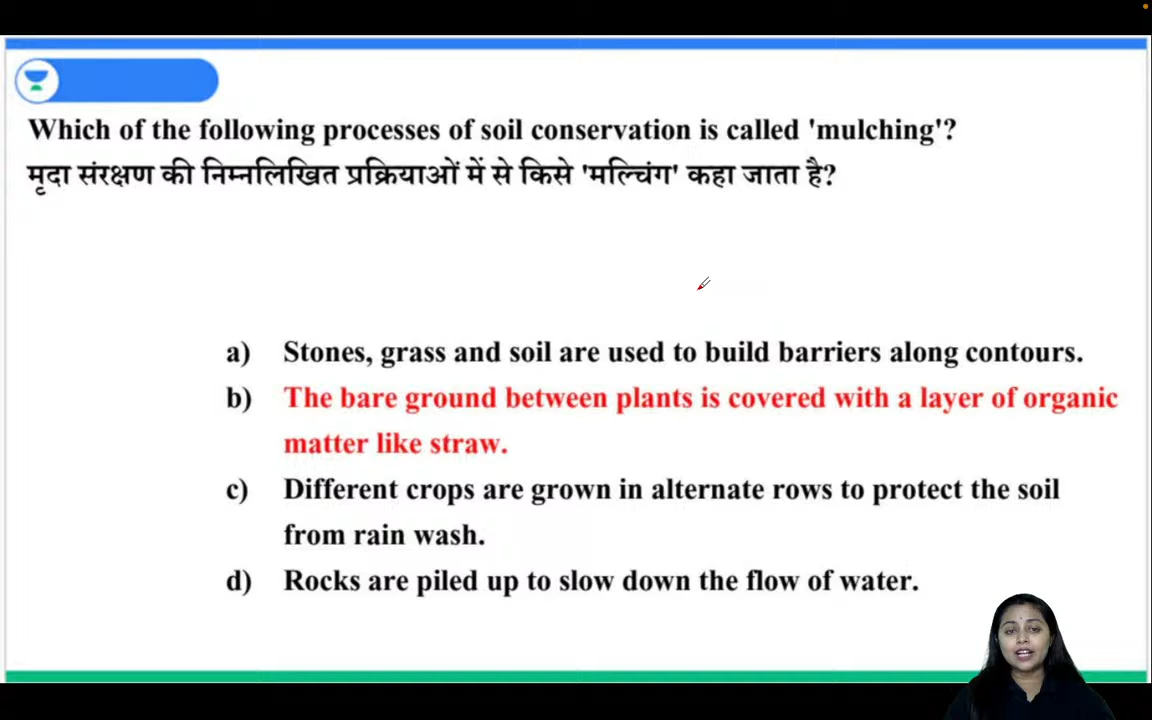 Which of the following processes of soil conservation is called 'mulching'?
मृदा संरक्षण की निम्नलिखित प्रक्रियाओं में से किसे 'मल्चिंग' कहा जाता है?
a) Stones, grass and soil are used to build barriers along contours.
b) The bare ground between plants is covered with a layer of organic
matter like straw.
c) Different crops are grown in alternate rows to protect the soil
from rain wash.
d) Rocks are piled up to slow down the flow of water.